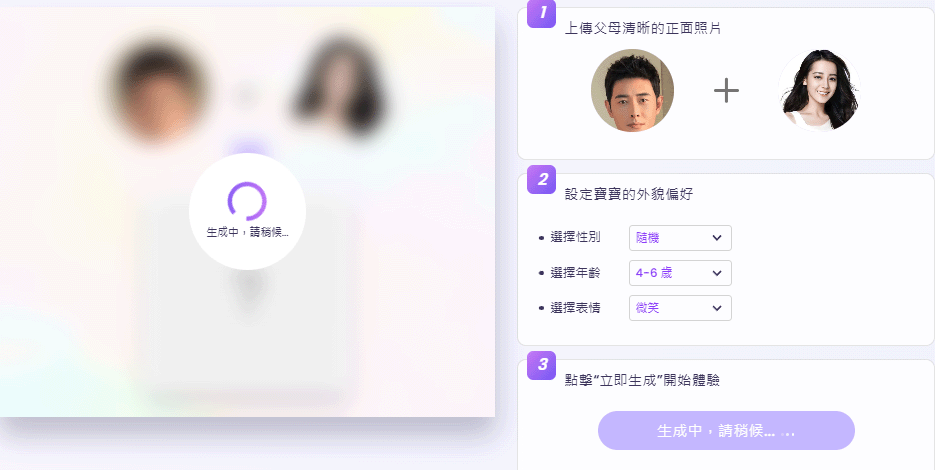 生成中，請稍候...
1
上傳父母清晰的正面照片
2
設定寶寶的外貌偏好
• 選擇性別 隨機
• 選擇年齡 4-6 歲
• 選擇表情 微笑
3
點擊“立即生成”開始體驗
生成中，請稍候... ...